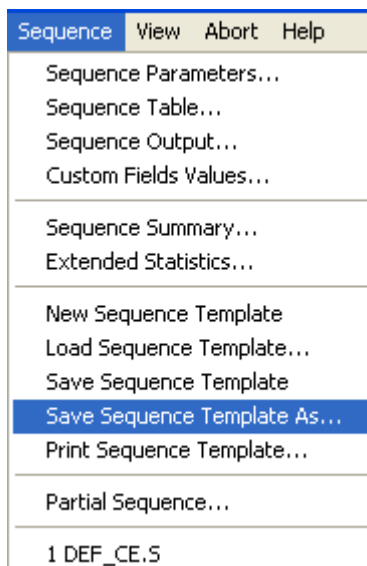 Sequence View Abort Help
Sequence Parameters...
Sequence Table...
Sequence Output...
Custom Fields Values...
Sequence Summary...
Extended Statistics...
New Sequence Template
Load Sequence Template...
Save Sequence Template
Save Sequence Template As...
Print Sequence Template...
Partial Sequence...
1 DEF_CE.S